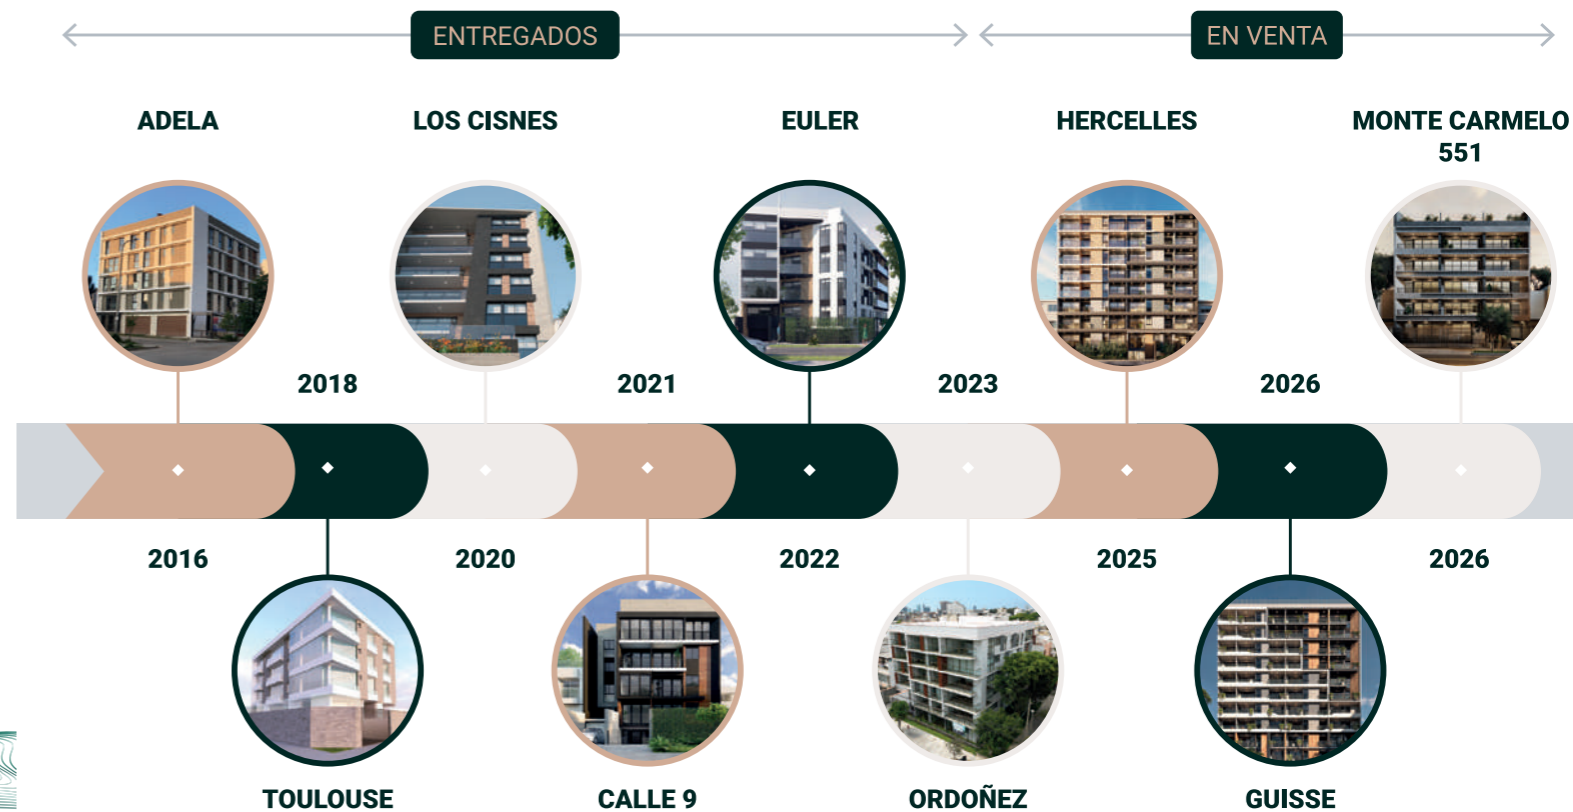 ENTREGADOS
EN VENTA
ADELA
LOS CISNES
EULER
HERCELLES
MONTE CARMELO
551
2018
2021
2023
2026
2016
2020
2022
2025
2026
TOULOUSE
CALLE 9
ORDOÑEZ
GUISSE